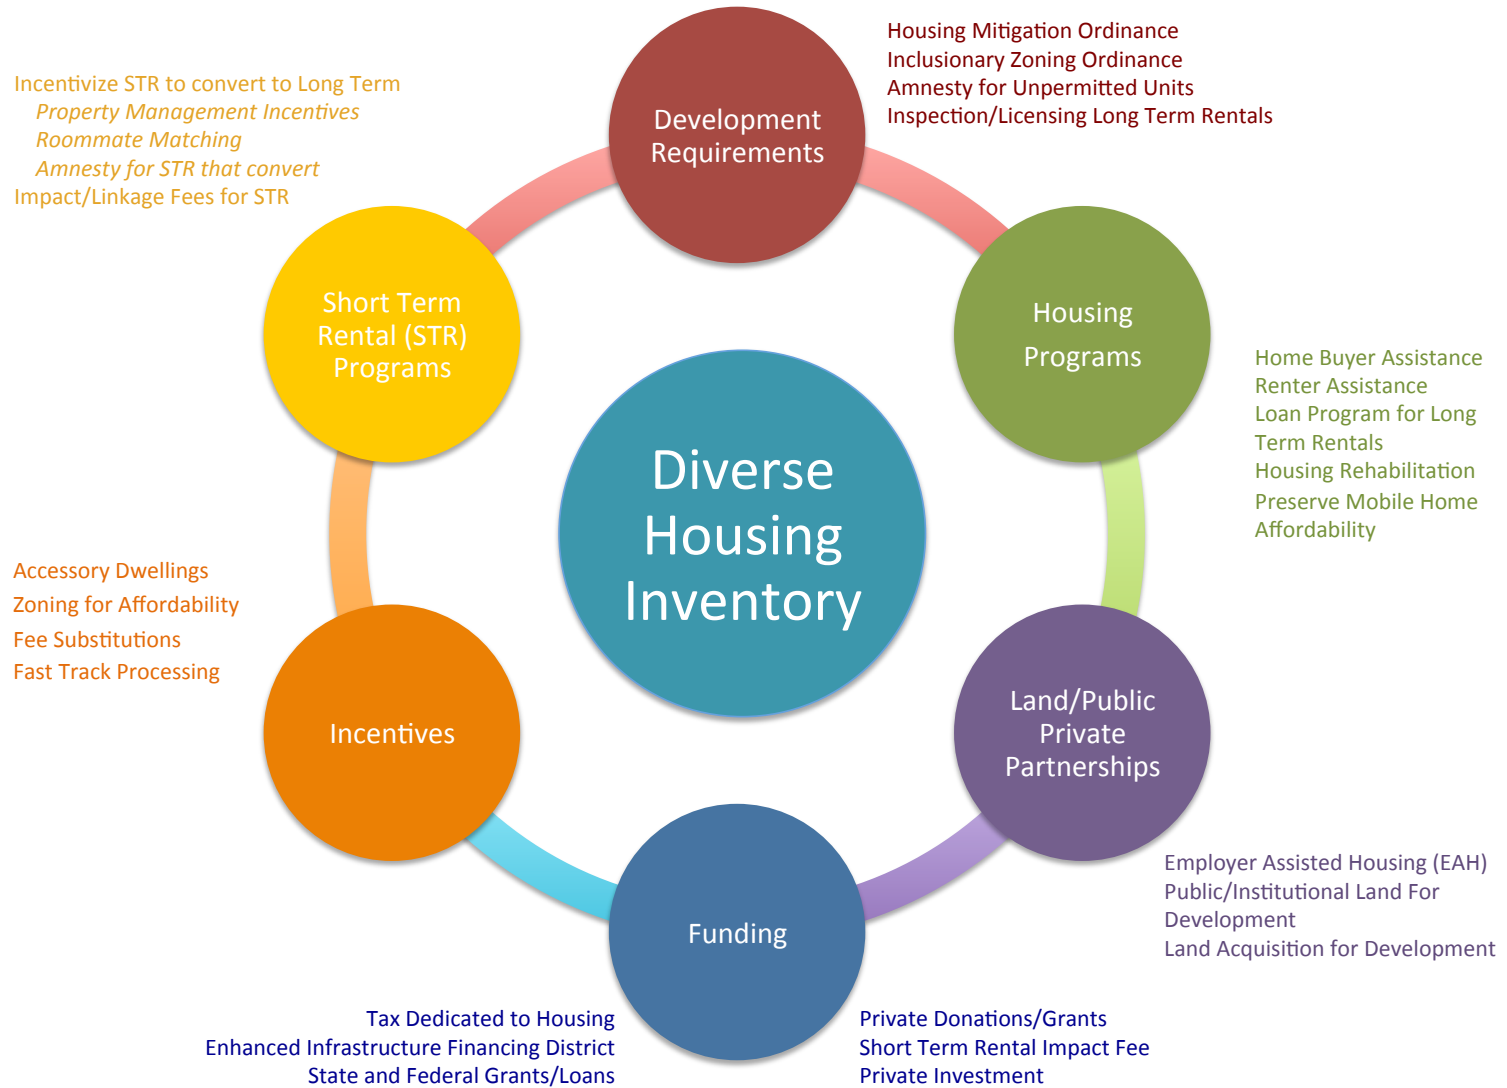 Housing Mitigation Ordinance
Inclusionary Zoning Ordinance
Amnesty for Unpermitted Units
Inspection/Licensing Long Term Rentals
Incentivize STR to convert to Long Term
Property Management Incentives
Roommate Matching
Amnesty for STR that convert
Impact/Linkage Fees for STR
Development
Requirements
Short Term
Rental (STR)
Programs
Housing
Programs
Home Buyer Assistance
Renter Assistance
Loan Program for Long
Term Rentals
Housing Rehabilitation
Preserve Mobile Home
Affordability
Diverse
Housing
Inventory
Accessory Dwellings
Zoning for Affordability
Fee Substitutions
Fast Track Processing
Incentives
Land/Public
Private
Partnerships
Employer Assisted Housing (EAH)
Public/Institutional Land For
Development
Land Acquisition for Development
Funding
Tax Dedicated to Housing
Enhanced Infrastructure Financing District
State and Federal Grants/Loans
Private Donations/Grants
Short Term Rental Impact Fee
Private Investment